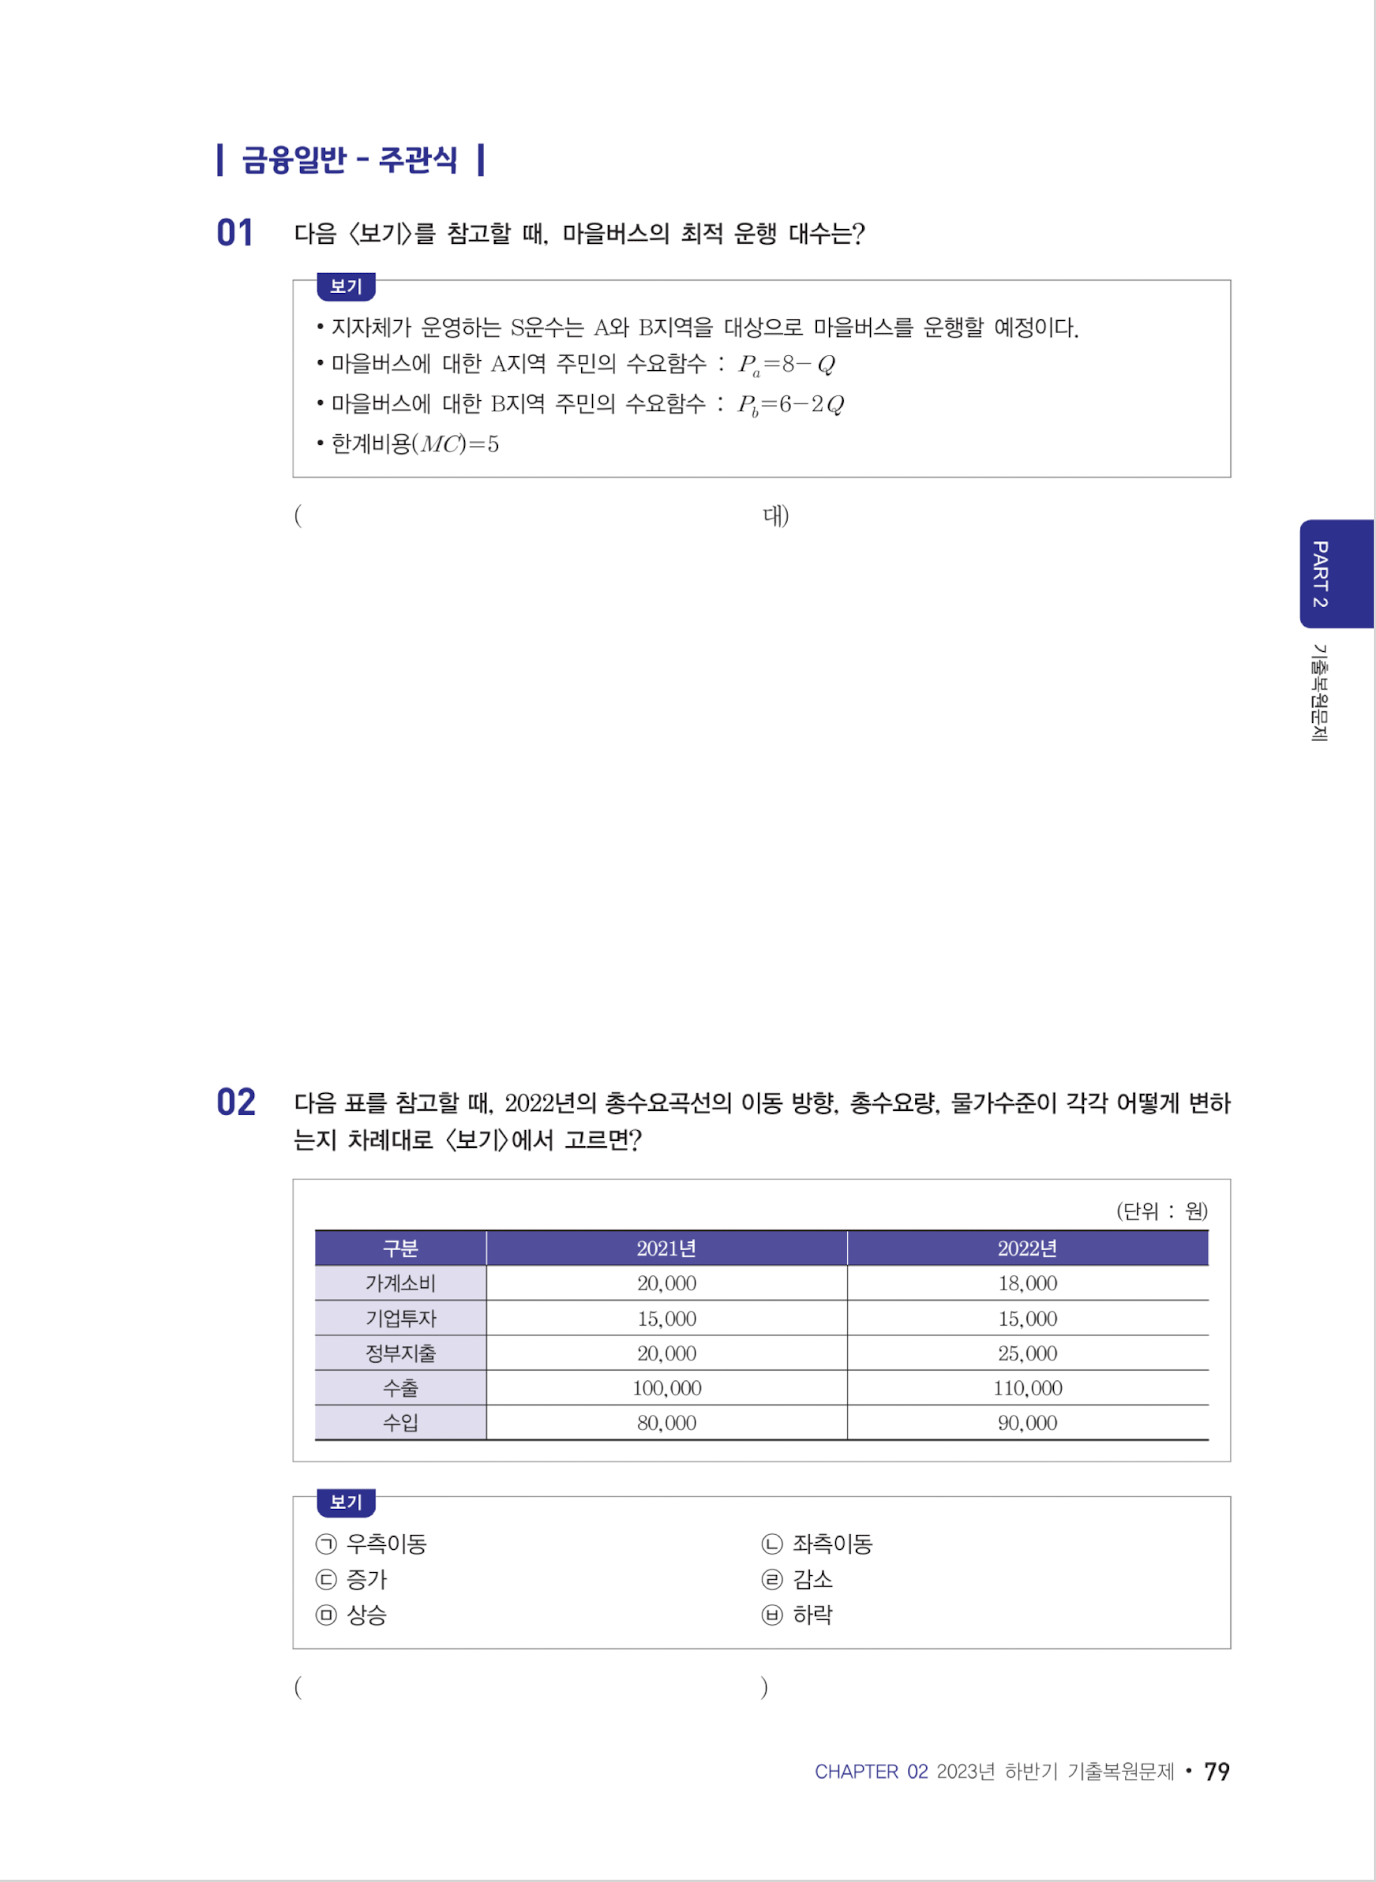 금융일반 - 주관식
01 다음 〈보기〉를 참고할 때, 마을버스의 최적 운행 대수는?
보기
• 지자체가 운영하는 S운수는 A와 B지역을 대상으로 마을버스를 운행할 예정이다.
• 마을버스에 대한 A지역 주민의 수요함수 : Pa=8-Q
• 마을버스에 대한 B지역 주민의 수요함수 : Pb=6-2Q
• 한계비용(MC)=5
( 대)
PART 2
기출복원문제
02 다음 표를 참고할 때, 2022년의 총수요곡선의 이동 방향, 총수요량, 물가수준이 각각 어떻게 변하
는지 차례대로 〈보기〉에서 고르면?
(단위 : 원)
구분 2021년 2022년
가계소비 20,000 18,000
기업투자 15,000 15,000
정부지출 20,000 25,000
수출 100,000 110,000
수입 80,000 90,000
보기
㉠ 우측이동 ㉡ 좌측이동
㉢ 증가 ㉣ 감소
㉤ 상승 ㉥ 하락
( )
CHAPTER 02 2023년 하반기 기출복원문제 • 79